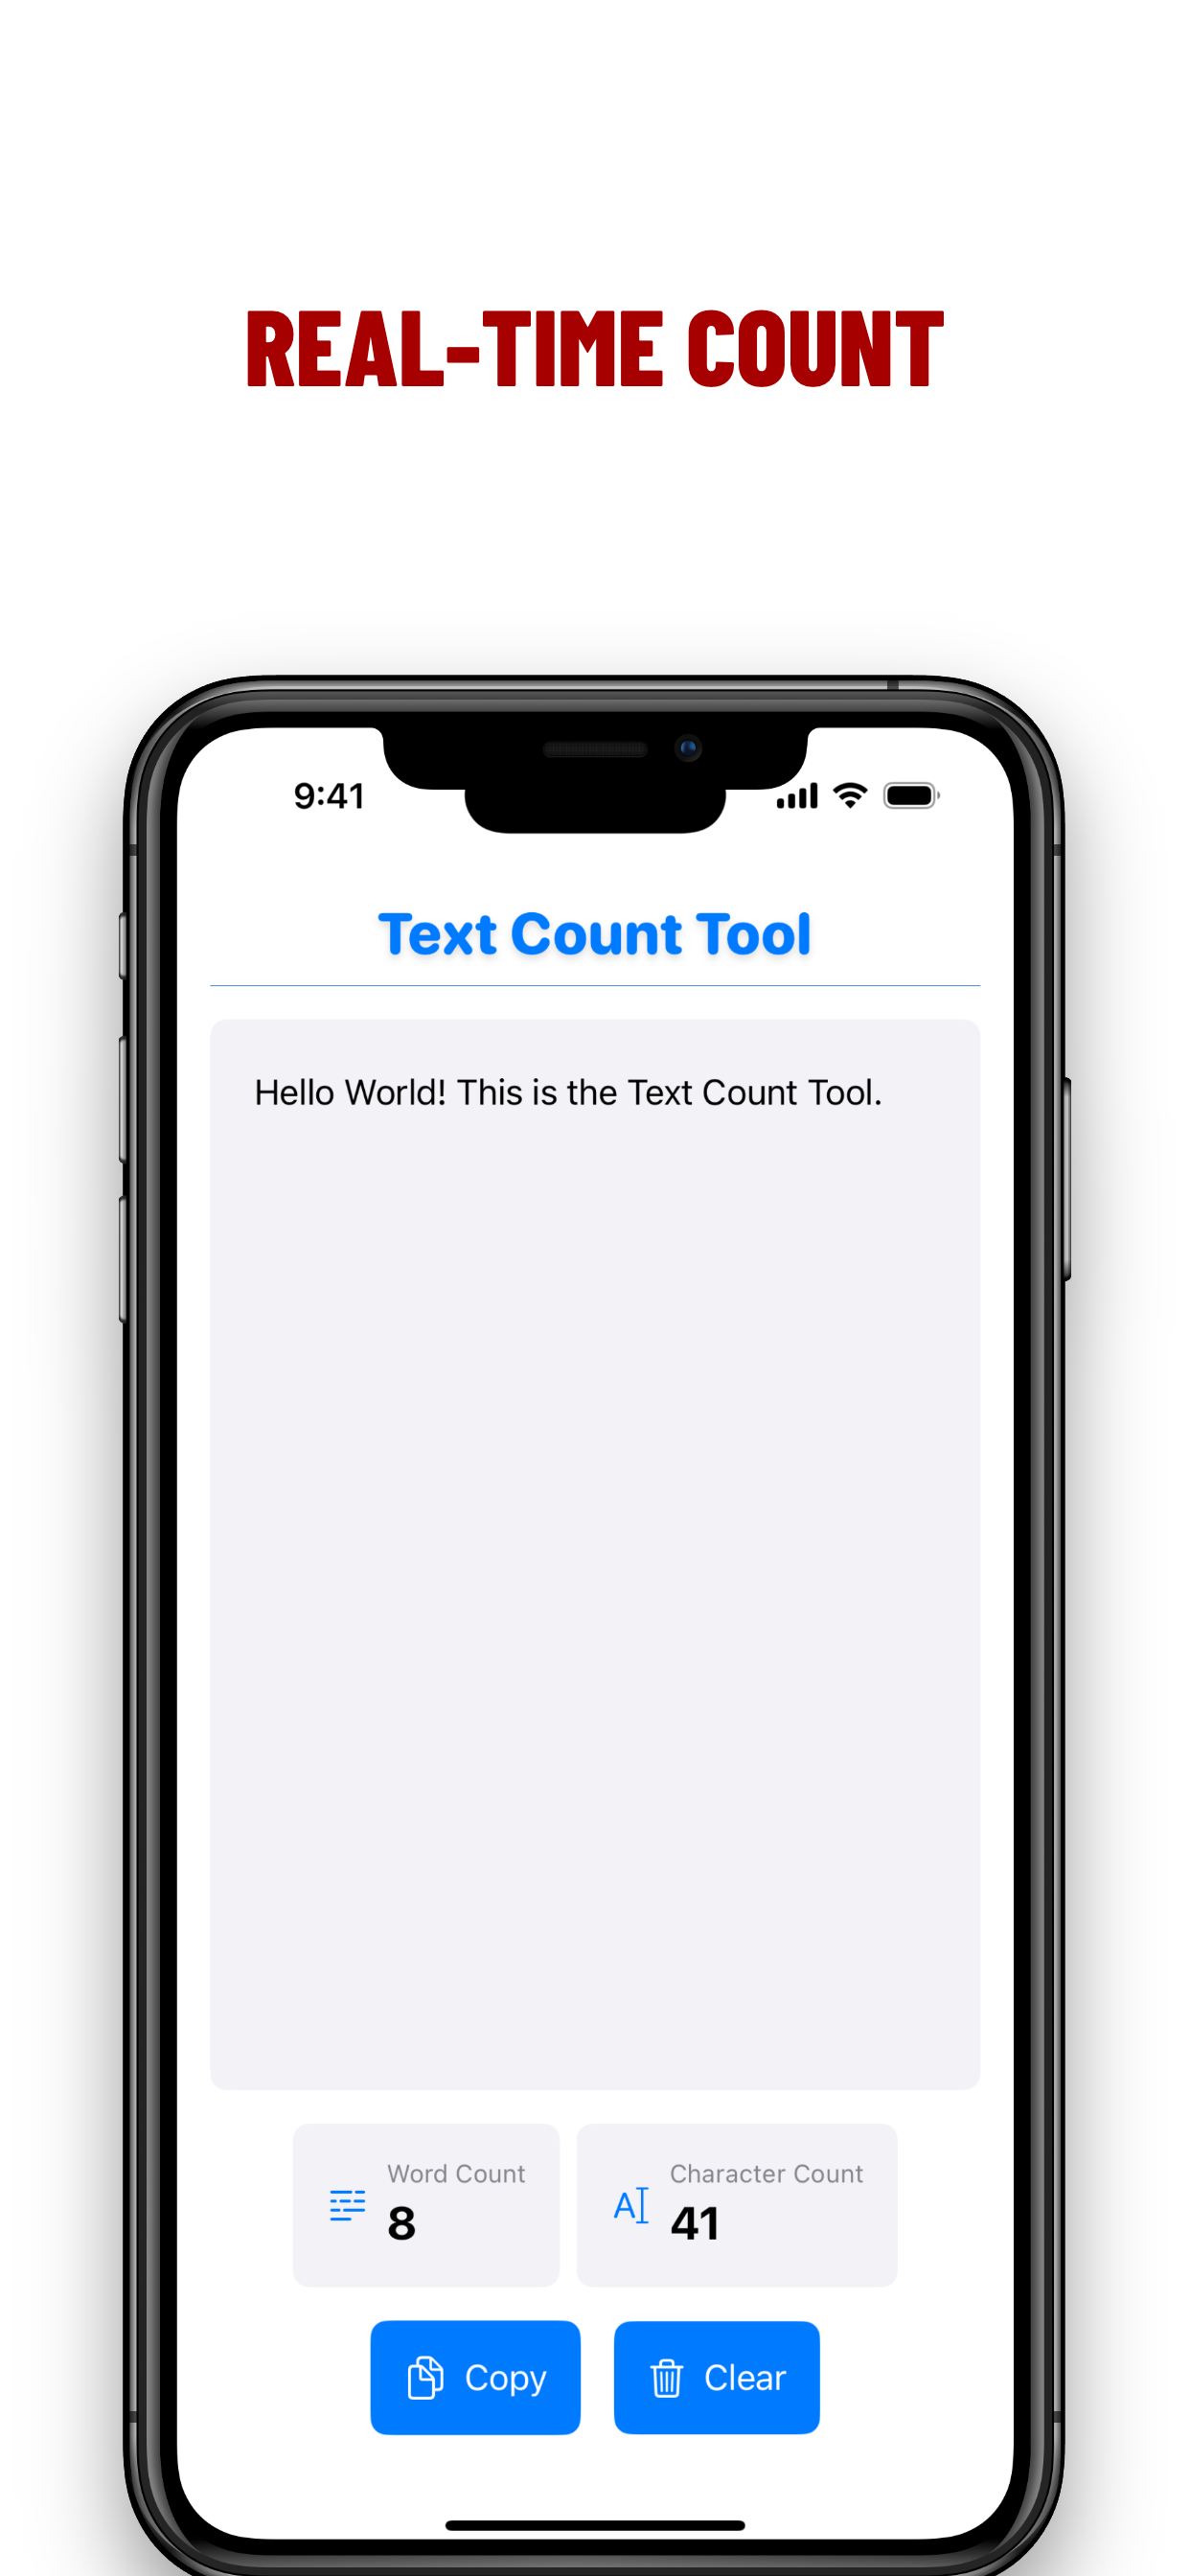 REAL-TIME COUNT
9:41
Text Count Tool
Hello World! This is the Text Count Tool.
Word Count
8
Character Count
41
Copy
Clear